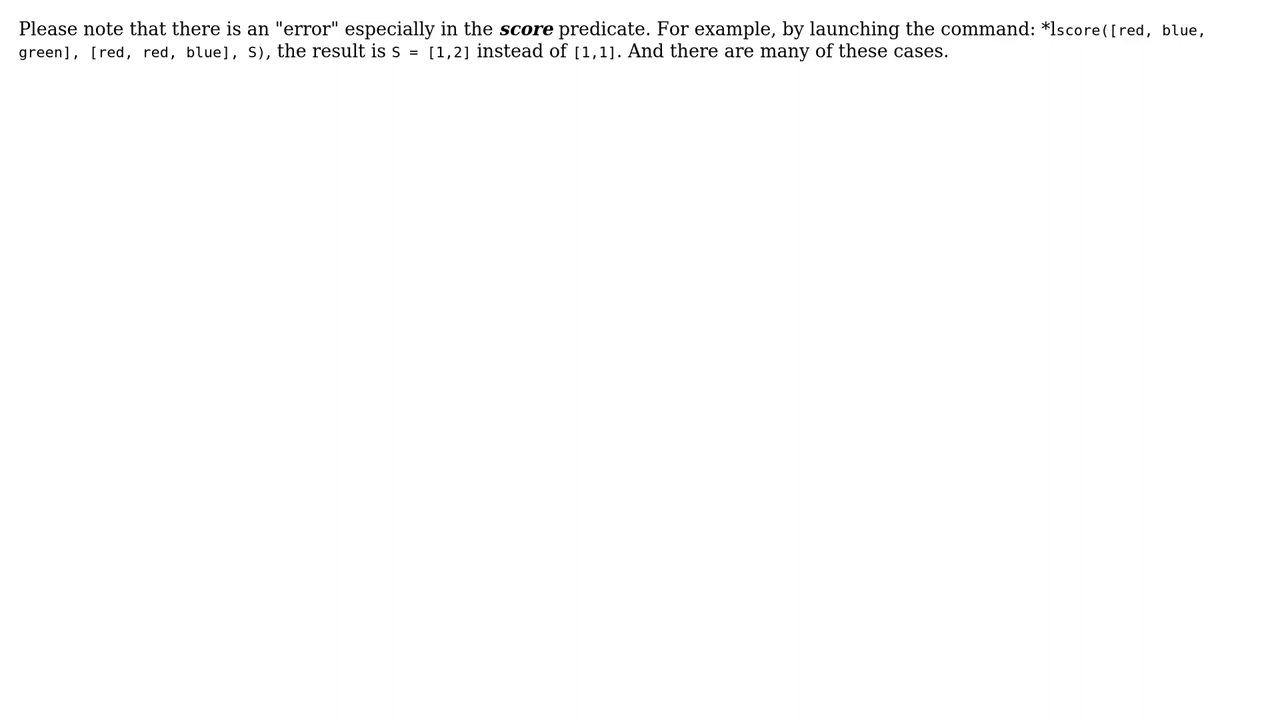 Please note that there is an "error" especially in the score predicate. For example, by launching the command: *lscore([red, blue,
green], [red, red, blue], S), the result is S = [1,2] instead of [1,1]. And there are many of these cases.